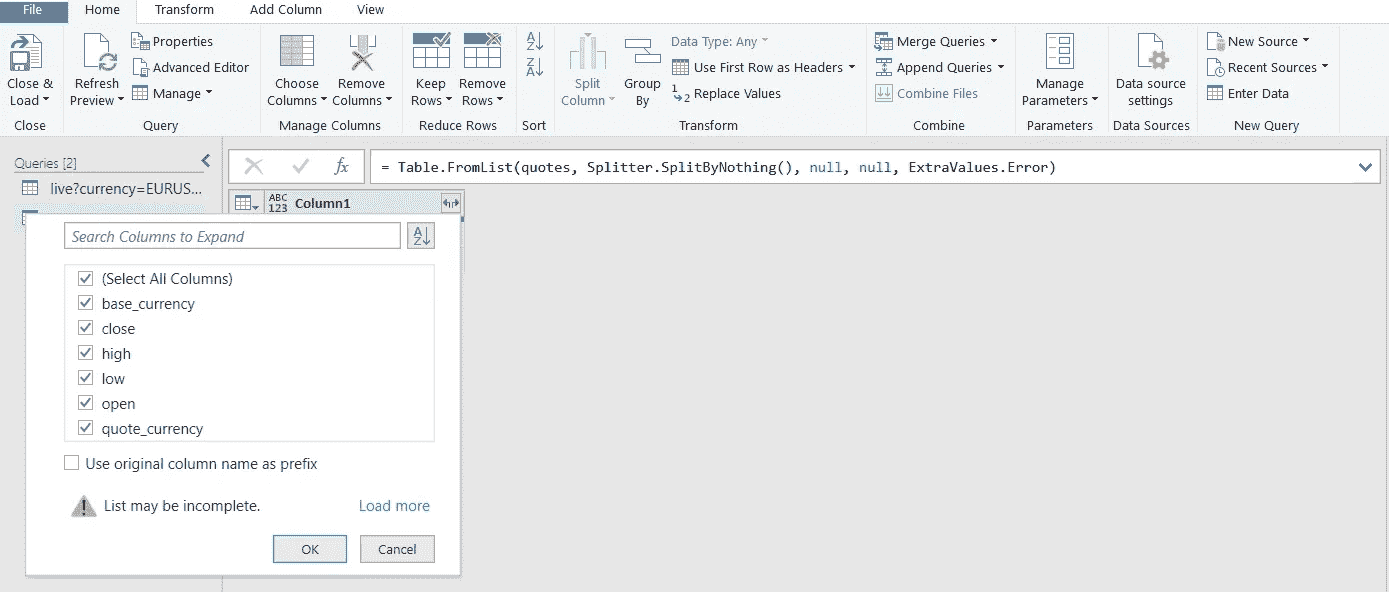 File Home Transform Add Column View
Close & Load
Refresh Preview
Properties
Advanced Editor
Manage
Choose Columns
Remove Columns
Keep Rows
Remove Rows
A Z
Z A
Split Column
Group By
Data Type: Any
Use First Row as Headers
1 2 Replace Values
Merge Queries
Append Queries
Combine Files
Manage Parameters
Data source settings
New Source
Recent Sources
Enter Data
Close Query Manage Columns Reduce Rows Sort Transform Combine Parameters Data Sources New Query
Queries [2]
live?currency=EURUS...
fx = Table.FromList(quotes, Splitter.SplitByNothing(), null, null, ExtraValues.Error)
ABC 123 Column1
Search Columns to Expand
A Z
(Select All Columns)
base_currency
close
high
low
open
quote_currency
Use original column name as prefix
List may be incomplete. Load more
OK Cancel